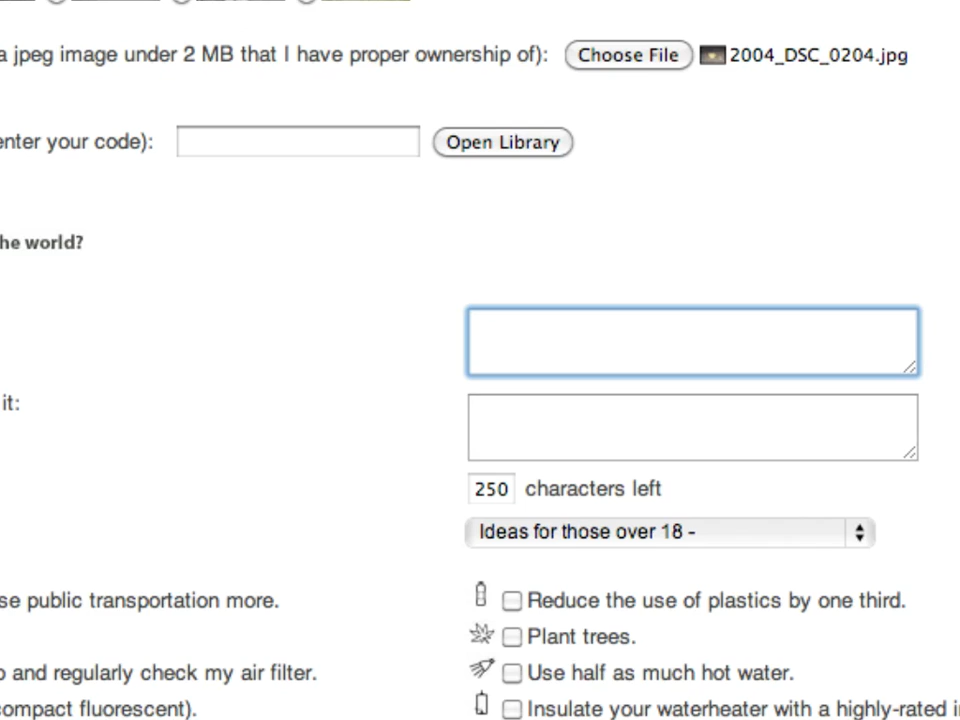 a jpeg image under 2 MB that I have proper ownership of): Choose File 2004_DSC_0204.jpg
enter your code): Open Library
he world?
it:
250 characters left
Ideas for those over 18 -
se public transportation more. Reduce the use of plastics by one third.
Plant trees.
and regularly check my air filter. Use half as much hot water.
compact fluorescent). Insulate your waterheater with a highly-rated